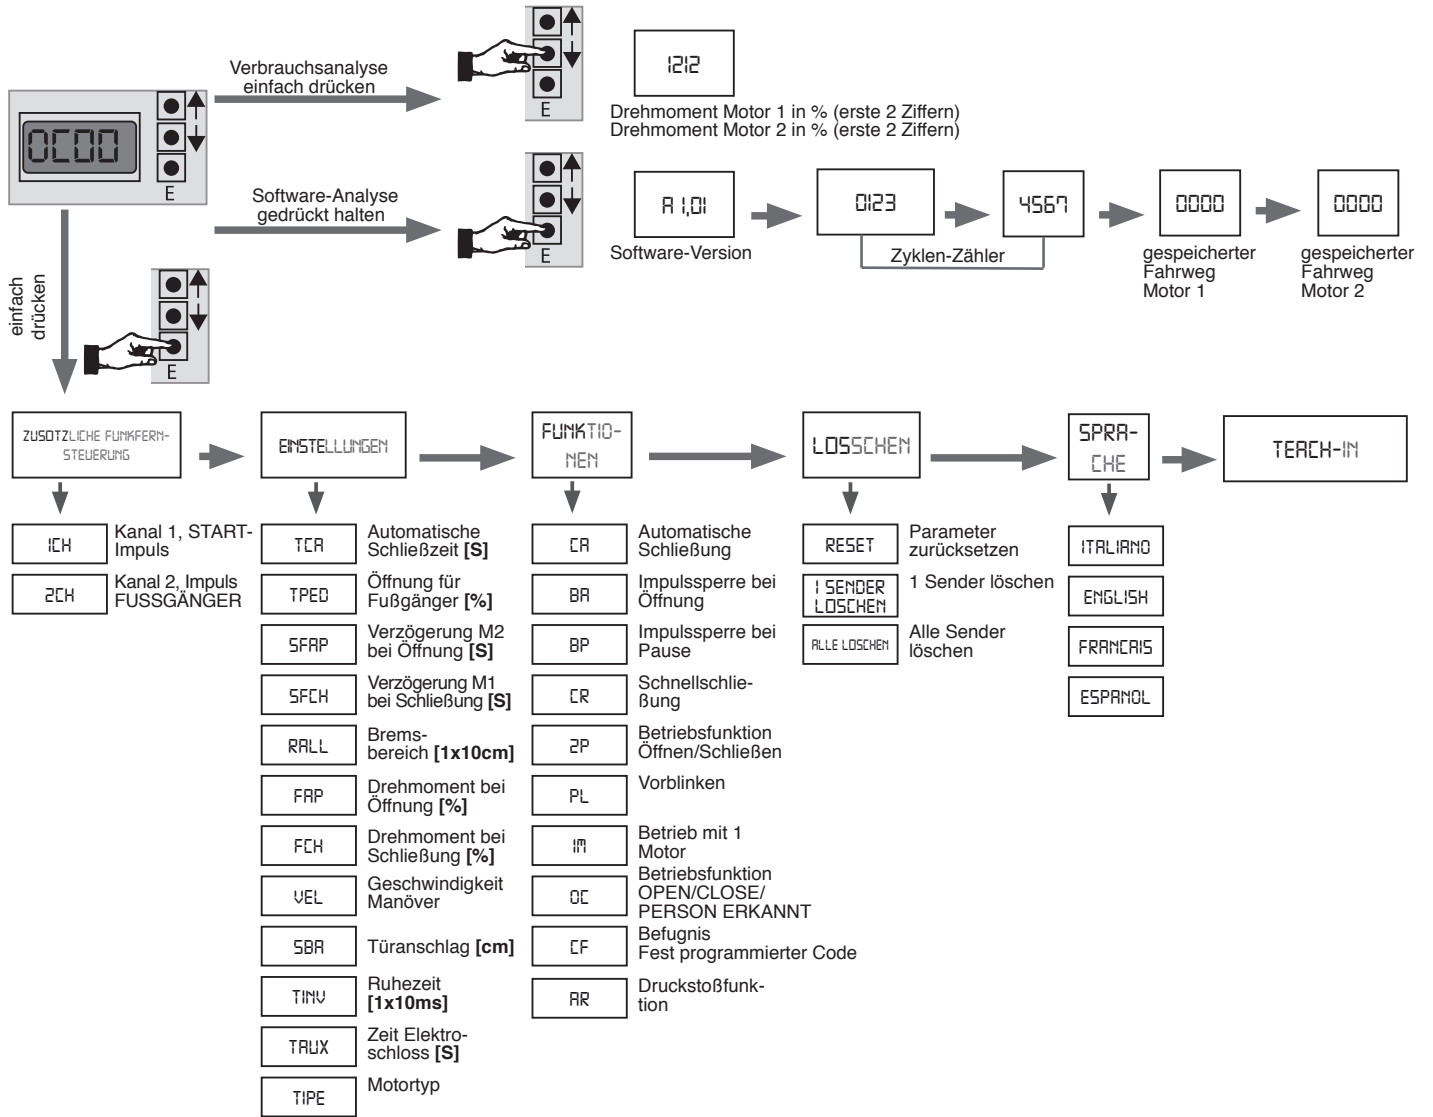 Verbrauchsanalyse
einfach drücken
E
1212
Drehmoment Motor 1 in % (erste 2 Ziffern)
Drehmoment Motor 2 in % (erste 2 Ziffern)
OC00
E
Software-Analyse
gedrückt halten
E
A 1,01
Software-Version
0123
4567
Zyklen-Zähler
0000
gespeicherter
Fahrweg
Motor 1
0000
gespeicherter
Fahrweg
Motor 2
einfach
drücken
E
ZUSOTZLICHE FUNKFERN-
STEUERUNG
EINSTELLUNGEN
FUNKTIO-
NEN
LOSSCHEN
SPRA-
CHE
TEACH-IN
1CH
Kanal 1, START-
Impuls
2CH
Kanal 2, Impuls
FUSSGÄNGER
TCA
Automatische
Schließzeit [S]
TPED
Öffnung für
Fußgänger [%]
SFAP
Verzögerung M2
bei Öffnung [S]
SFCH
Verzögerung M1
bei Schließung [S]
RALL
Brems-
bereich [1x10cm]
FAP
Drehmoment bei
Öffnung [%]
FCH
Drehmoment bei
Schließung [%]
VEL
Geschwindigkeit
Manöver
SBA
Türanschlag [cm]
TINV
Ruhezeit
[1x10ms]
TAUX
Zeit Elektro-
schloss [S]
TIPE
Motortyp
CA
Automatische
Schließung
BA
Impulssperre bei
Öffnung
BP
Impulssperre bei
Pause
CR
Schnellschlie-
ßung
2P
Betriebsfunktion
Öffnen/Schließen
PL
Vorblinken
1M
Betrieb mit 1
Motor
OC
Betriebsfunktion
OPEN/CLOSE/
PERSON ERKANNT
CF
Befugnis
Fest programmierter Code
AR
Druckstoßfunk-
tion
RESET
Parameter
zurücksetzen
1 SENDER
LOSCHEN
1 Sender löschen
ALLE LOSCHEN
Alle Sender
löschen
ITALIANO
ENGLISH
FRANCAIS
ESPANOL